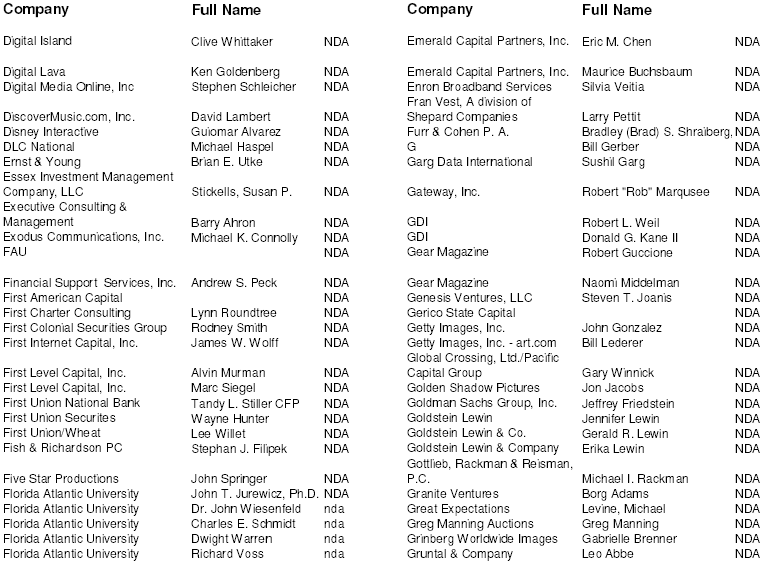 Company Full Name
Digital Island Clive Whittaker NDA
Digital Lava Ken Goldenberg NDA
Digital Media Online, Inc Stephen Schleicher NDA
DiscoverMusic.com, Inc. David Lambert NDA
Disney Interactive Guiomar Alvarez NDA
DLC National Michael Haspel NDA
Ernst & Young Brian E. Utke NDA
Essex Investment Management
Company, LLC Stickells, Susan P. NDA
Executive Consulting &
Management Barry Ahron NDA
Exodus Communications, Inc. Michael K. Connolly NDA
FAU NDA
Financial Support Services, Inc. Andrew S. Peck NDA
First American Capital NDA
First Charter Consulting Lynn Roundtree NDA
First Colonial Securities Group Rodney Smith NDA
First Internet Capital, Inc. James W. Wolff NDA
First Level Capital, Inc. Alvin Murman NDA
First Level Capital, Inc. Marc Siegel NDA
First Union National Bank Tandy L. Stiller CFP NDA
First Union Securites Wayne Hunter NDA
First Union/Wheat Lee Willet NDA
Fish & Richardson PC Stephan J. Filipek NDA
Five Star Productions John Springer NDA
Florida Atlantic University John T. Jurewicz, Ph.D. NDA
Florida Atlantic University Dr. John Wiesenfeld nda
Florida Atlantic University Charles E. Schmidt nda
Florida Atlantic University Dwight Warren nda
Florida Atlantic University Richard Voss nda
Company Full Name
Emerald Capital Partners, Inc. Eric M. Chen NDA
Emerald Capital Partners, Inc. Maurice Buchsbaum NDA
Enron Broadband Services Silvia Veitia NDA
Fran Vest, A division of
Shepard Companies Larry Pettit NDA
Furr & Cohen P. A. Bradley (Brad) S. Shraiberg, NDA
G Bill Gerber NDA
Garg Data International Sushil Garg NDA
Gateway, Inc. Robert "Rob" Marqusee NDA
GDI Robert L. Weil NDA
GDI Donald G. Kane II NDA
Gear Magazine Robert Guccione NDA
Gear Magazine Naomi Middelman NDA
Genesis Ventures, LLC Steven T. Joanis NDA
Gerico State Capital NDA
Getty Images, Inc. John Gonzalez NDA
Getty Images, Inc. - art.com Bill Lederer NDA
Global Crossing, Ltd./Pacific
Capital Group Gary Winnick NDA
Golden Shadow Pictures Jon Jacobs NDA
Goldman Sachs Group, Inc. Jeffrey Friedstein NDA
Goldstein Lewin Jennifer Lewin NDA
Goldstein Lewin & Co. Gerald R. Lewin NDA
Goldstein Lewin & Company Erika Lewin NDA
Gottlieb, Rackman & Reisman,
P.C. Michael I. Rackman NDA
Granite Ventures Borg Adams NDA
Great Expectations Levine, Michael NDA
Greg Manning Auctions Greg Manning NDA
Grinberg Worldwide Images Gabrielle Brenner NDA
Gruntal & Company Leo Abbe NDA